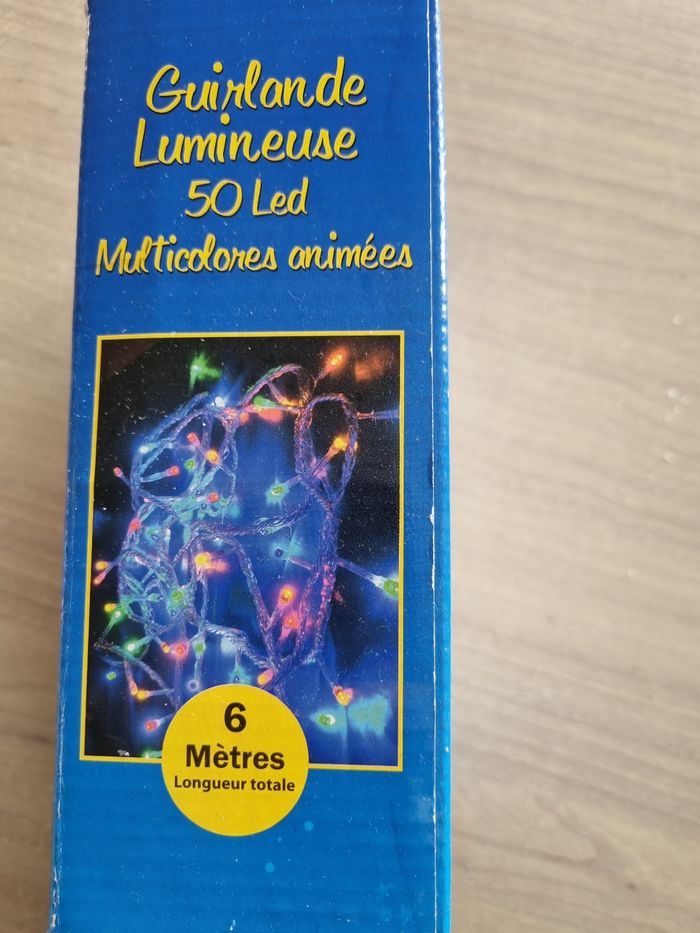 Guirlande
Lumineuse
50 Led
Multicolores animées
6
Mètres
Longueur totale